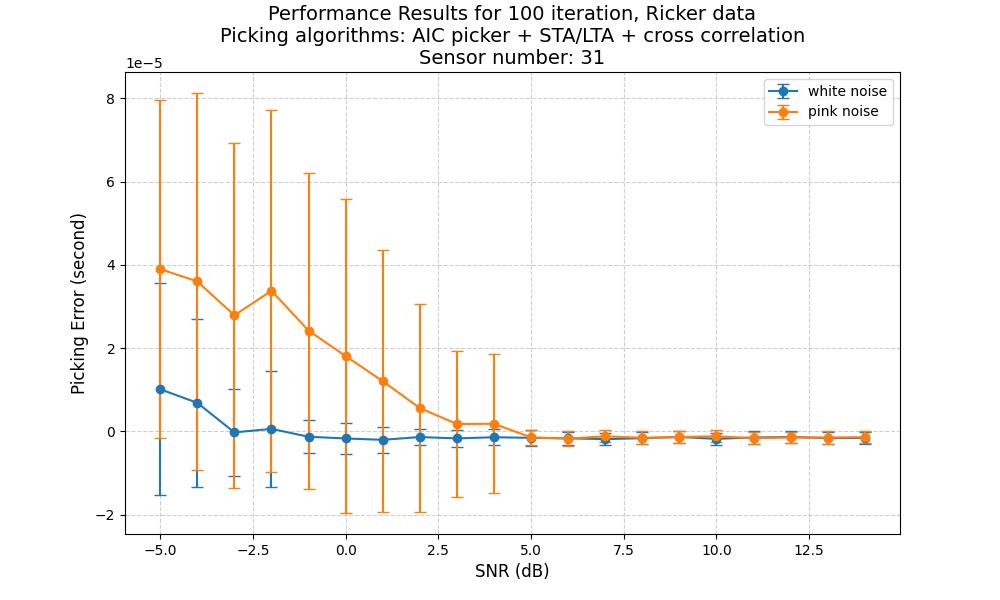 Performance Results for 100 iteration, Ricker data
Picking algorithms: AIC picker + STA/LTA + cross correlation
Sensor number: 31
1e−5
white noise
pink noise
8
6
4
2
0
−2
Picking Error (second)
−5.0 −2.5 0.0 2.5 5.0 7.5 10.0 12.5
SNR (dB)